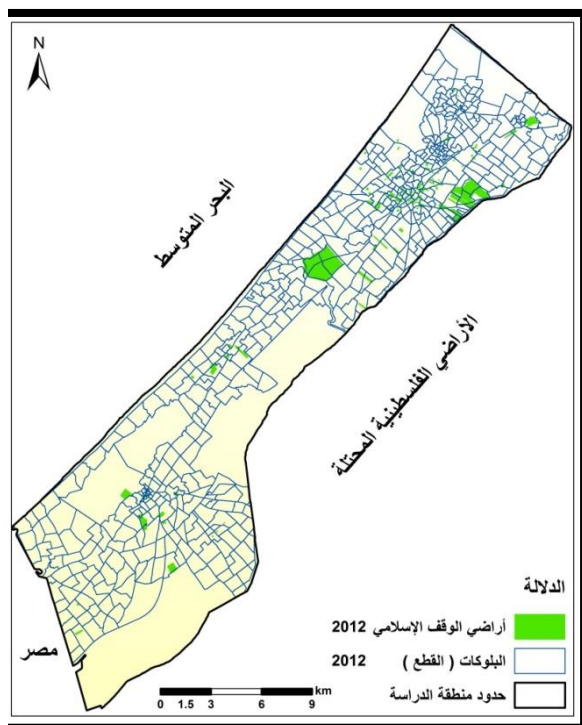 N
البحر المتوسط
الأراضي الفلسطينية المحتلة
مصر
الدلالة
أراضي الوقف الإسلامي 2012
البلوكات ( القطع ) 2012
حدود منطقة الدراسة
km
0 1.5 3 6 9